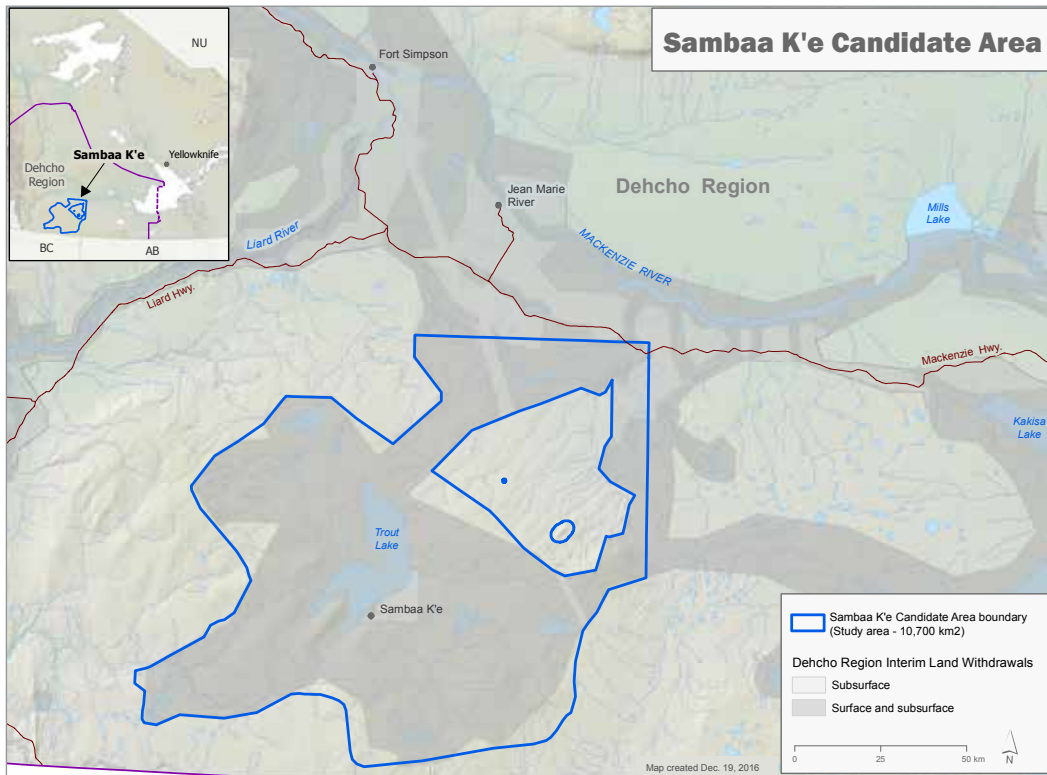 Sambaa K'e Candidate Area
NU
Sambaa K'e
Yellowknife
Dehcho
Region
BC
AB
Fort Simpson
Jean Marie
River
Dehcho Region
Mills
Lake
Liard River
MACKENZIE RIVER
Liard Hwy.
Mackenzie Hwy.
Kakisa
Lake
Trout
Lake
Sambaa K'e
Sambaa K'e Candidate Area boundary
(Study area - 10,700 km2)
Dehcho Region Interim Land Withdrawals
Subsurface
Surface and subsurface
0 25 50 km
N
Map created Dec. 19, 2016